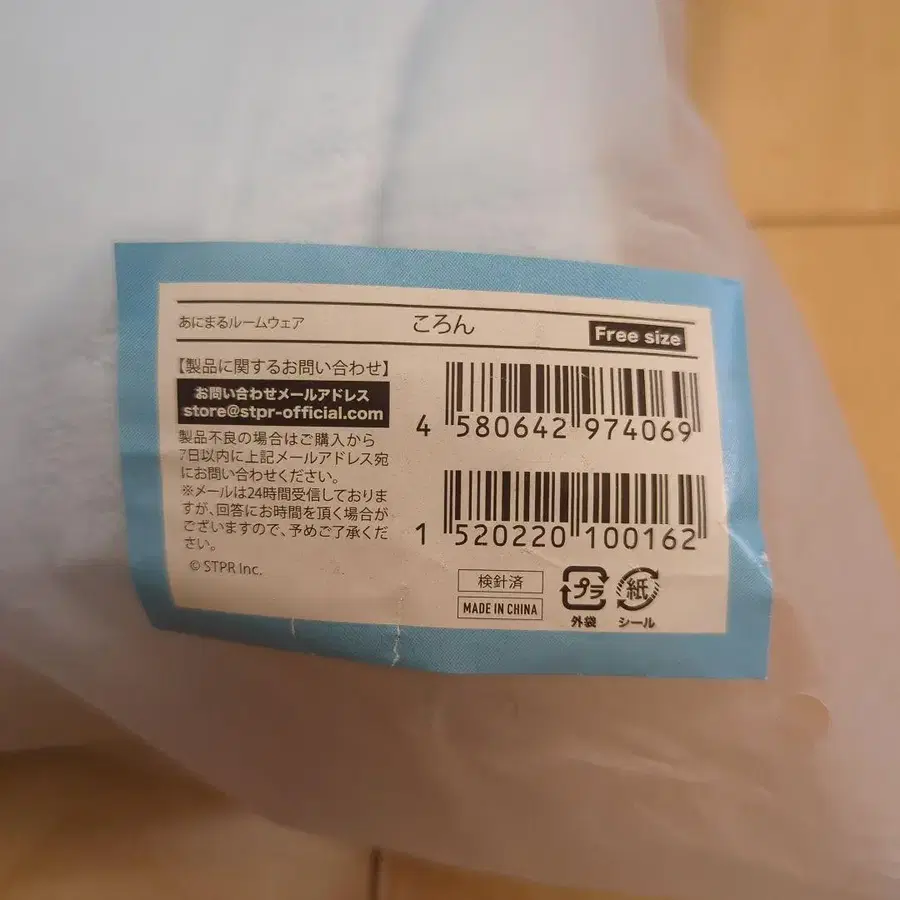 あにまるルームウェア
ころん
Free size
【製品に関するお問い合わせ】
お問い合わせメールアドレス
store@stpr-official.com
製品不良の場合はご購入から
7日以内に上記メールアドレス宛
にお問い合わせください。
※メールは24時間受信しておりま
すが、回答にお時間を頂く場合が
ございますので、予めご了承くだ
さい。
© STPR Inc.
4 580642 974069
1 520220 100162
検針済
MADE IN CHINA
プラ
外袋
紙
シール